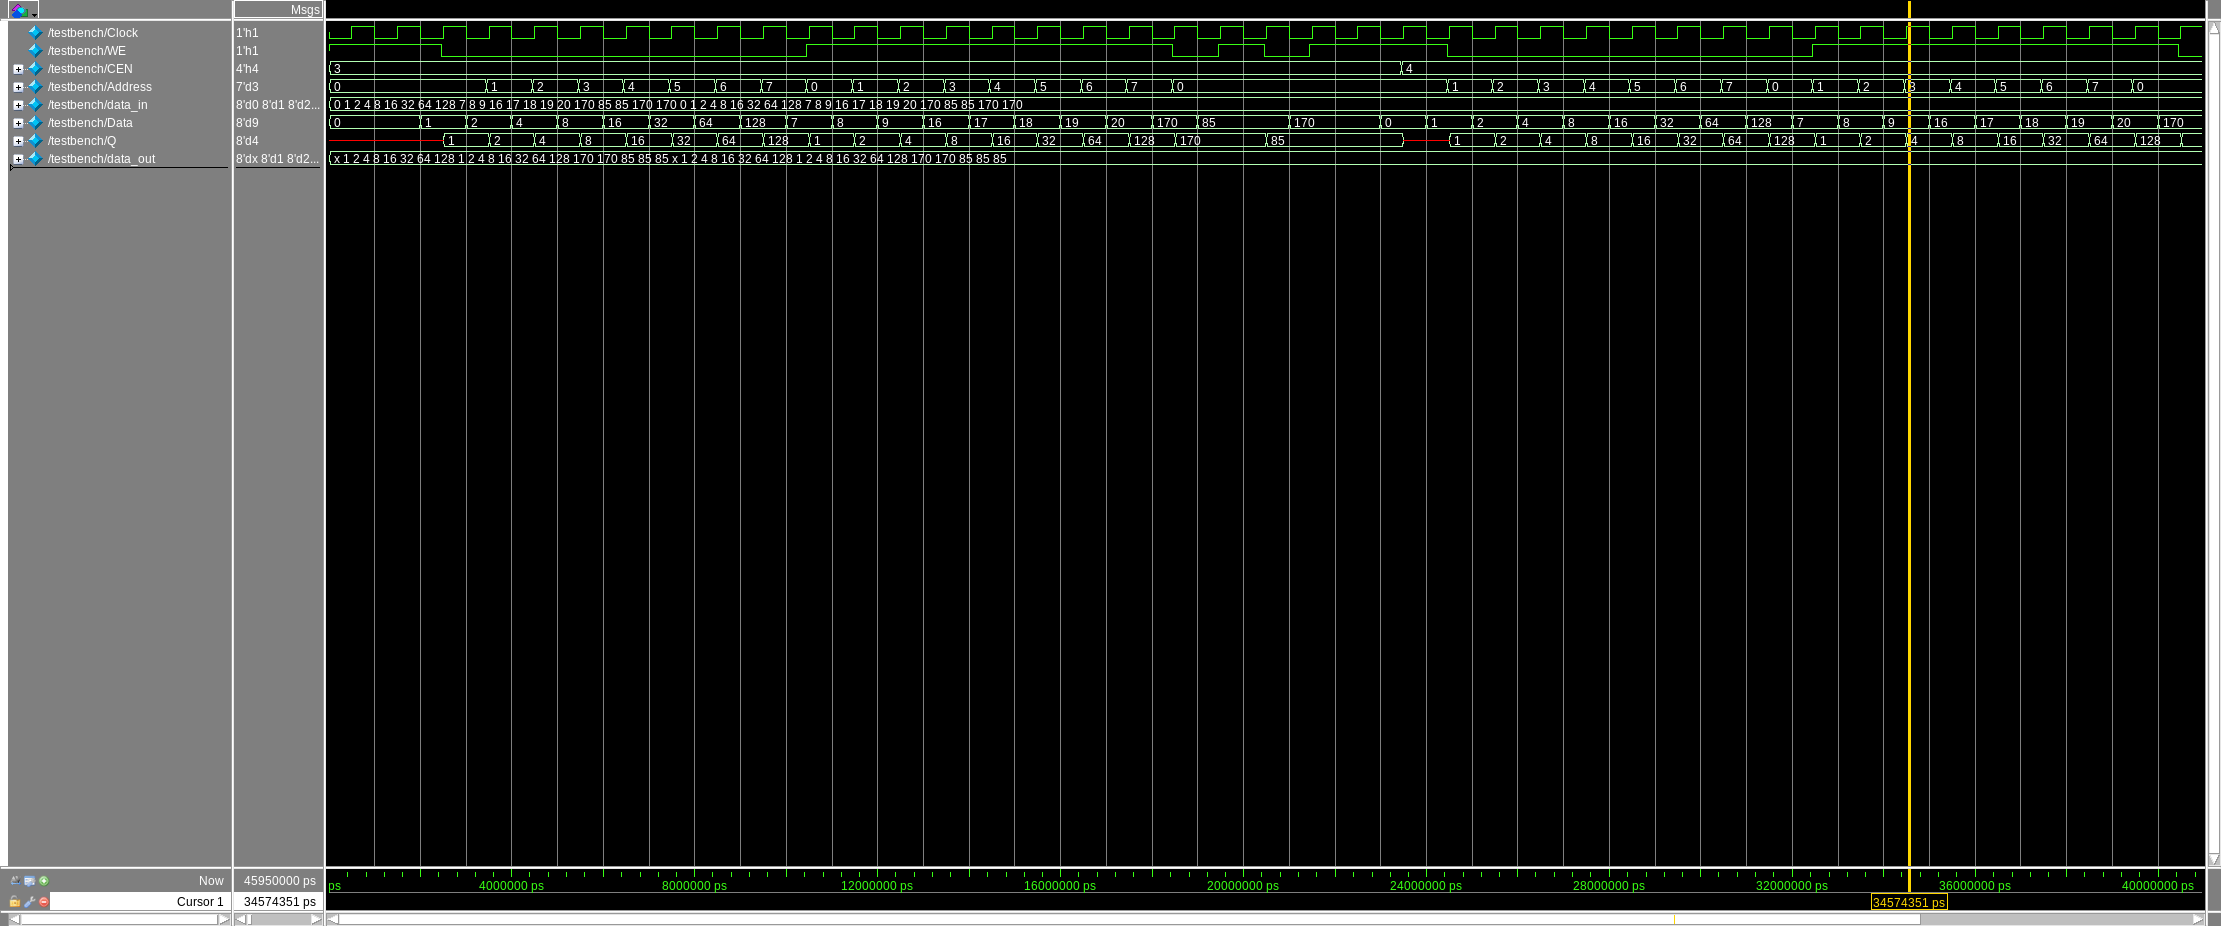 Msgs
/testbench/Clock 1'h1
/testbench/WE 1'h1
/testbench/CEN 4'h4 3 4
/testbench/Address 7'd3 0 1 2 3 4 5 6 7 0 1 2 3 4 5 6 7 0 1 2 3 4 5 6 7 0 1 2 3 4 5 6 7 0
/testbench/data_in 8'd0 8'd1 8'd2... 0 1 2 4 8 16 32 64 128 7 8 9 16 17 18 19 20 170 85 85 170 170 0 1 2 4 8 16 32 64 128 7 8 9 16 17 18 19 20 170 85 85 170 170
/testbench/Data 8'd9 0 1 2 4 8 16 32 64 128 7 8 9 16 17 18 19 20 170 85 170 0 1 2 4 8 16 32 64 128 7 8 9 16 17 18 19 20 170
/testbench/Q 8'd4 1 2 4 8 16 32 64 128 1 2 4 8 16 32 64 128 170 85 1 2 4 8 16 32 64 128 1 2 4 8 16 32 64 128
/testbench/data_out 8'dx 8'd1 8'd2... x 1 2 4 8 16 32 64 128 1 2 4 8 16 32 64 128 170 170 85 85 85 x 1 2 4 8 16 32 64 128 1 2 4 8 16 32 64 128 170 170 85 85 85
Now 45950000 ps ps 4000000 ps 8000000 ps 12000000 ps 16000000 ps 20000000 ps 24000000 ps 28000000 ps 32000000 ps 36000000 ps 40000000 ps
Cursor 1 34574351 ps 34574351 ps